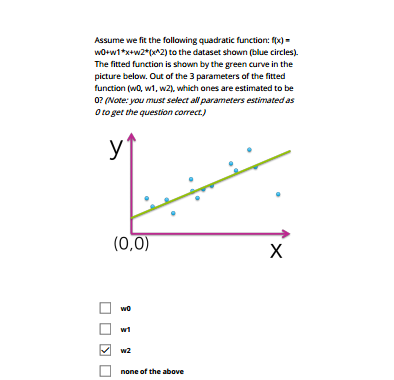 Assume we fit the following quadratic function: f(x) =
w0+w1*x+w2*(x^2) to the dataset shown (blue circles).
The fitted function is shown by the green curve in the
picture below. Out of the 3 parameters of the fitted
function (w0, w1, w2), which ones are estimated to be
0? (Note: you must select all parameters estimated as
0 to get the question correct.)
y
(0,0)
x
w0
w1
w2
none of the above